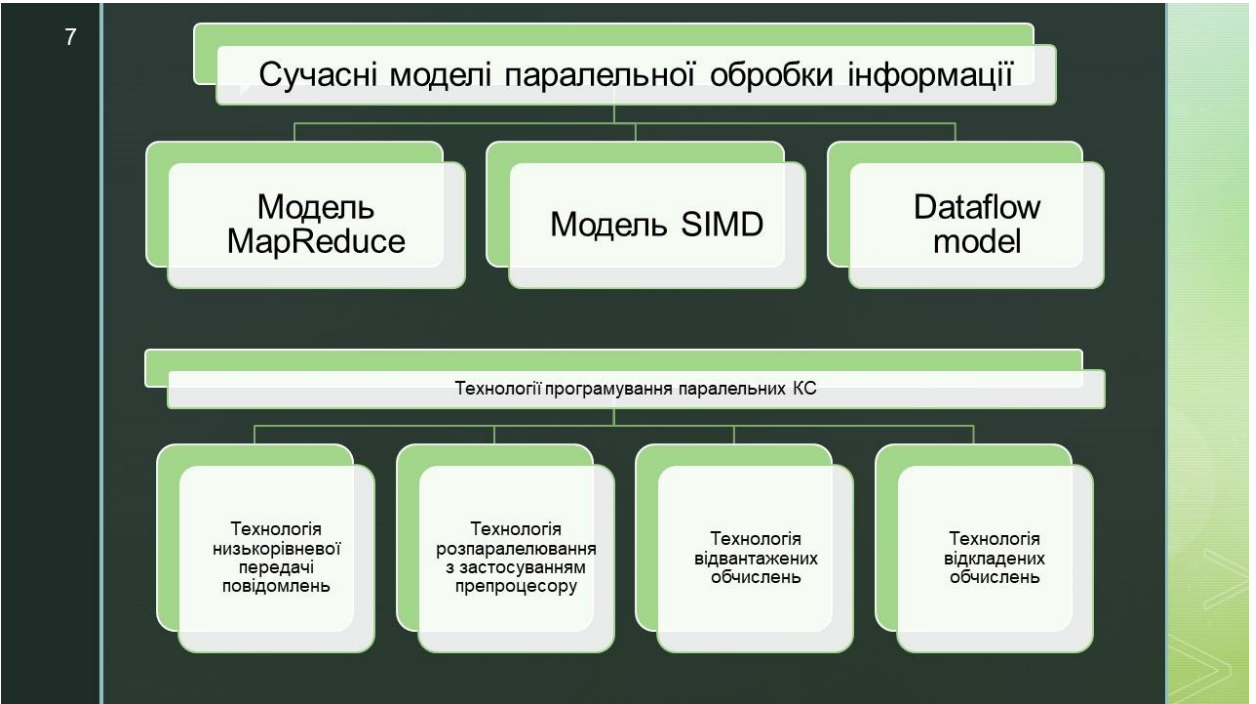 7
Сучасні моделі паралельної обробки інформації
Модель
MapReduce
Модель SIMD
Dataflow
model
Технології програмування паралельних КС
Технологія
низькорівневої
передачі
повідомлень
Технологія
розпаралелювання
з застосуванням
препроцесору
Технологія
відвантажених
обчислень
Технологія
відкладених
обчислень